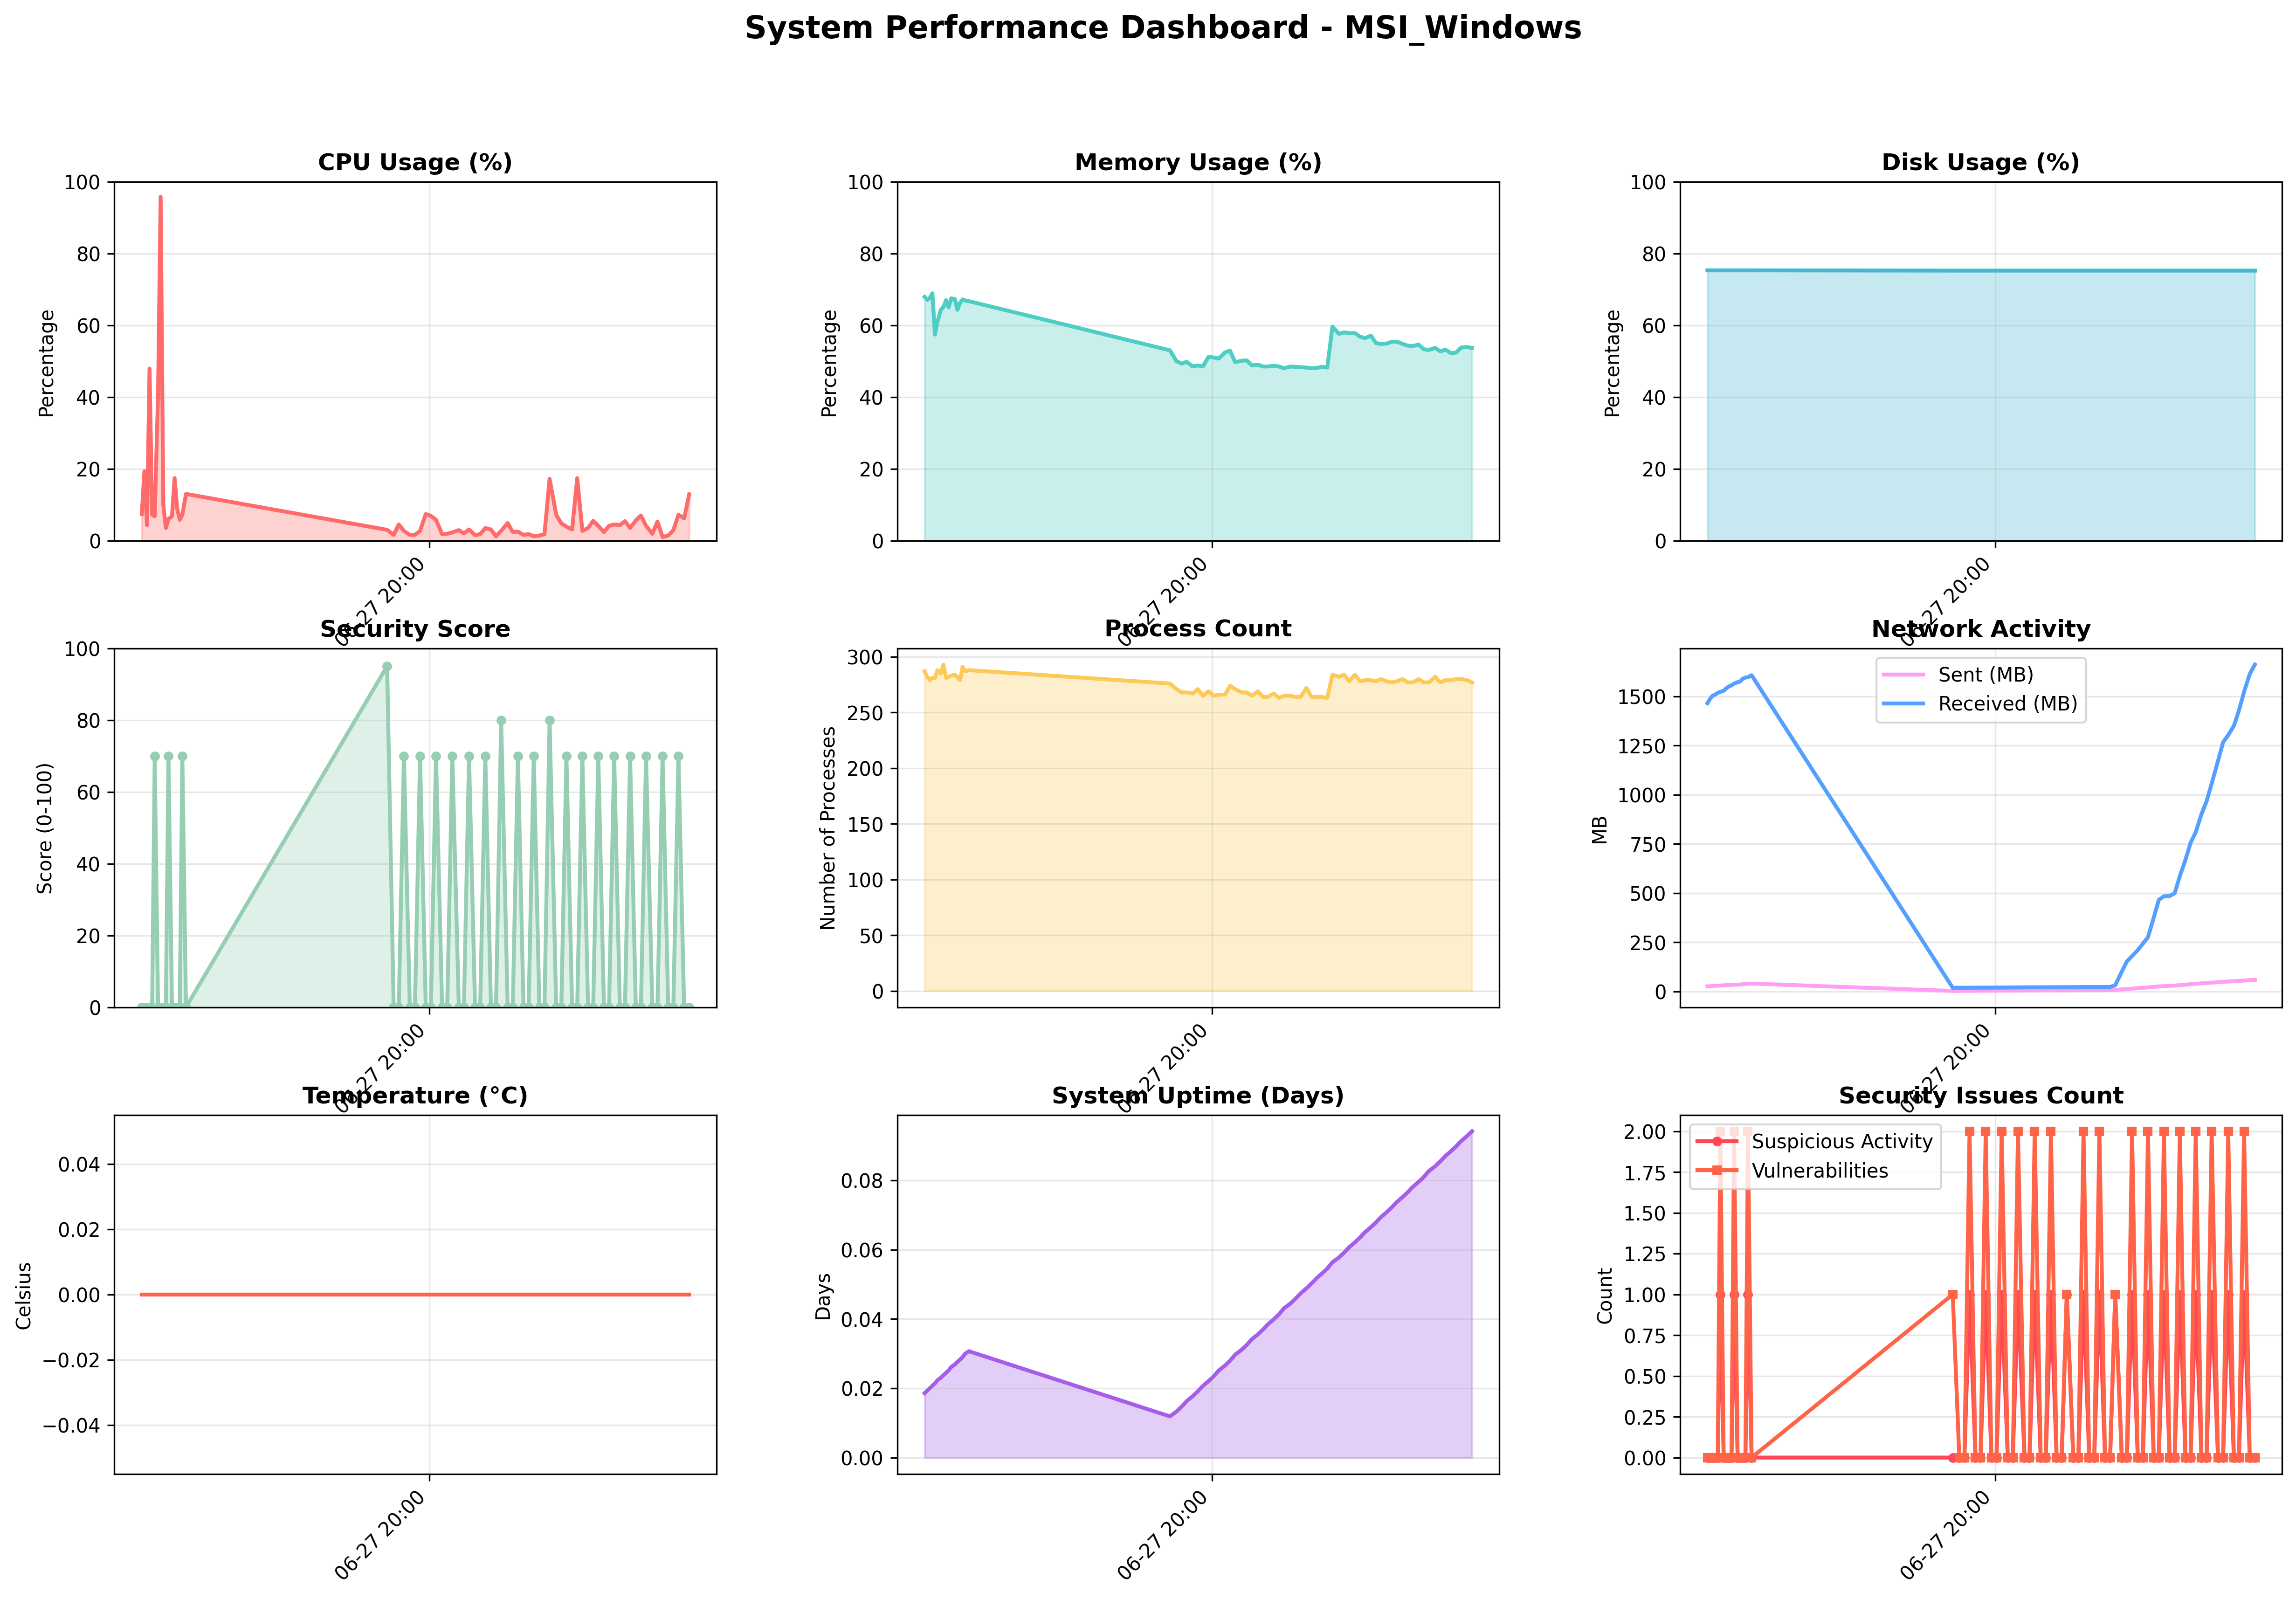 System Performance Dashboard - MSI_Windows
CPU Usage (%)
Percentage
100
80
60
40
20
0
06-27 20:00
Memory Usage (%)
Percentage
100
80
60
40
20
0
06-27 20:00
Disk Usage (%)
Percentage
100
80
60
40
20
0
06-27 20:00
Security Score
Score (0-100)
100
80
60
40
20
0
06-27 20:00
Process Count
Number of Processes
300
250
200
150
100
50
0
06-27 20:00
Network Activity
MB
1500
1250
1000
750
500
250
0
Sent (MB)
Received (MB)
06-27 20:00
Temperature (°C)
Celsius
0.04
0.02
0.00
−0.02
−0.04
06-27 20:00
System Uptime (Days)
Days
0.08
0.06
0.04
0.02
0.00
06-27 20:00
Security Issues Count
Count
2.00
1.75
1.50
1.25
1.00
0.75
0.50
0.25
0.00
Suspicious Activity
Vulnerabilities
06-27 20:00